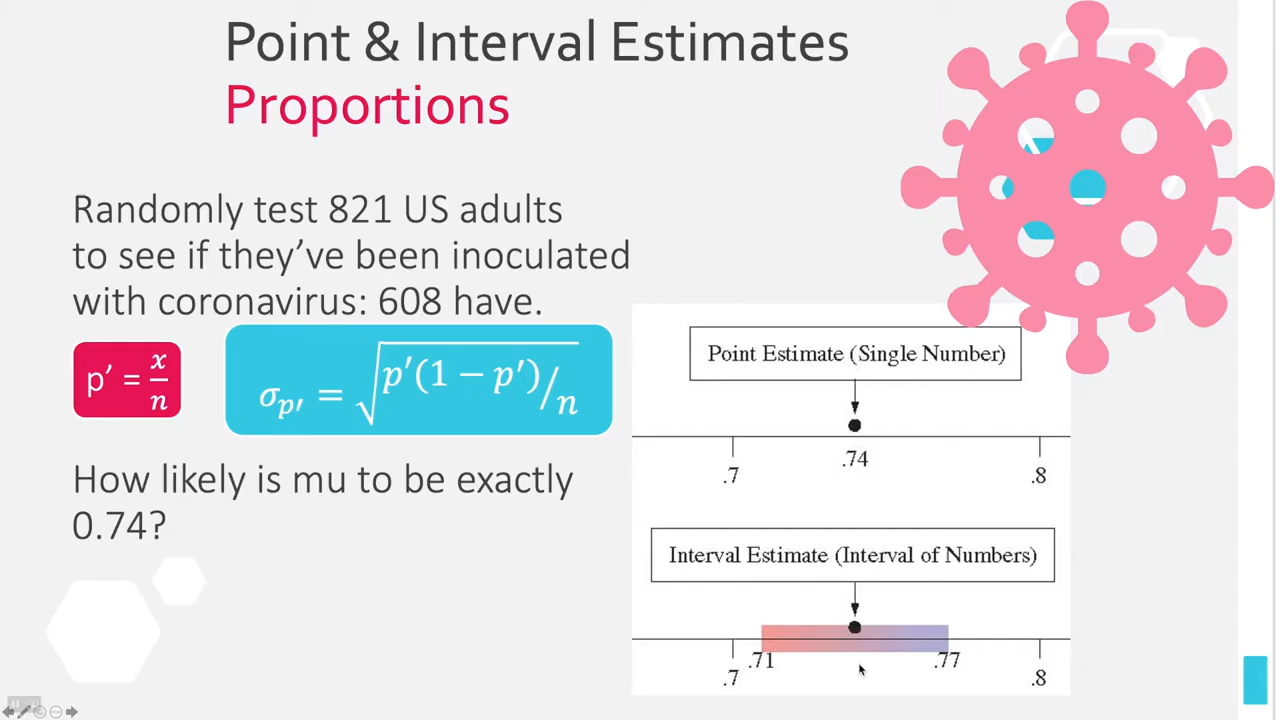 Point & Interval Estimates
Proportions
Randomly test 821 US adults
to see if they’ve been inoculated
with coronavirus: 608 have.
p′ = x/n
σp′ = √p′(1 − p′)/n
How likely is mu to be exactly
0.74?
Point Estimate (Single Number)
.7 .74 .8
Interval Estimate (Interval of Numbers)
.71 .77
.7 .8